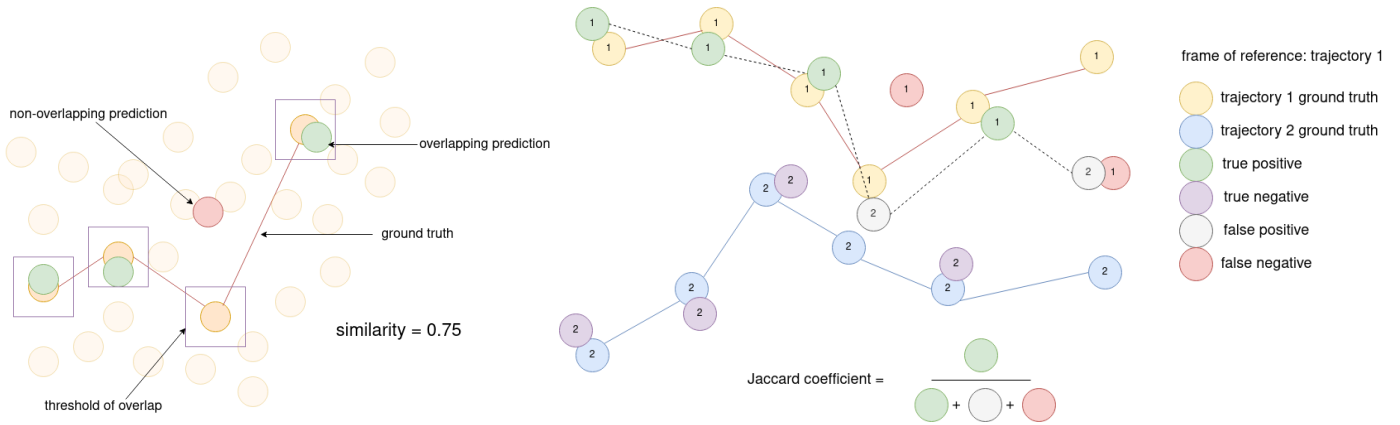 non-overlapping prediction
overlapping prediction
ground truth
similarity = 0.75
threshold of overlap
1
1
1
1
1
1
1
1
1
1
1
1
2
2
1
2
2
2
2
2
2
2
2
2
2
2
Jaccard coefficient =
+ +
frame of reference: trajectory 1
trajectory 1 ground truth
trajectory 2 ground truth
true positive
true negative
false positive
false negative